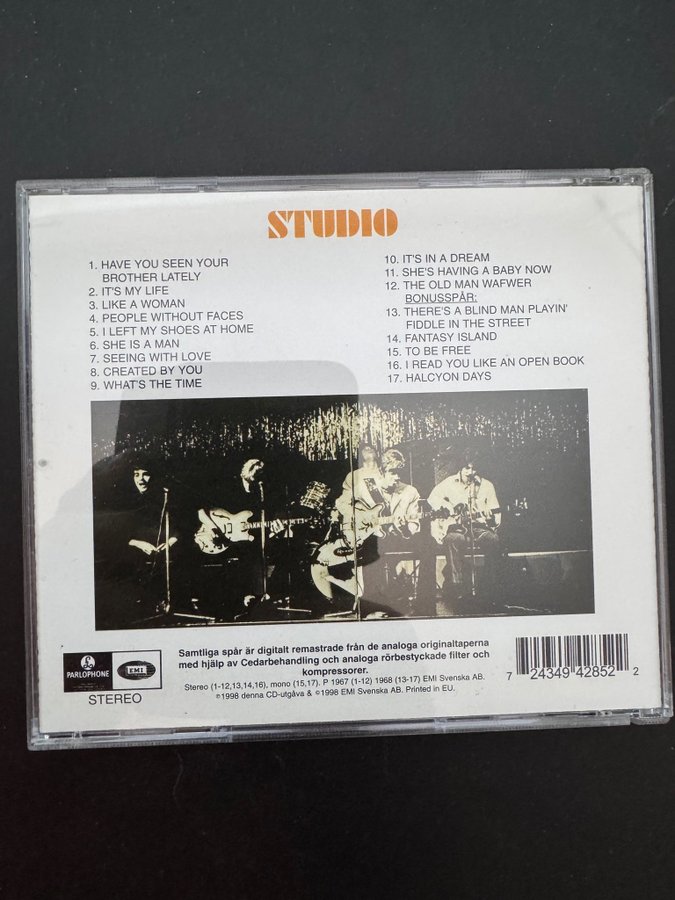 STUDIO
1. HAVE YOU SEEN YOUR
BROTHER LATELY
2. IT'S MY LIFE
3. LIKE A WOMAN
4. PEOPLE WITHOUT FACES
5. I LEFT MY SHOES AT HOME
6. SHE IS A MAN
7. SEEING WITH LOVE
8. CREATED BY YOU
9. WHAT'S THE TIME
10. IT'S IN A DREAM
11. SHE'S HAVING A BABY NOW
12. THE OLD MAN WAFWER
BONUSSPÅR:
13. THERE'S A BLIND MAN PLAYIN'
FIDDLE IN THE STREET
14. FANTASY ISLAND
15. TO BE FREE
16. I READ YOU LIKE AN OPEN BOOK
17. HALCYON DAYS
PARLOPHONE
EMI
STEREO
Samtliga spår är digitalt remastrade från de analoga originaltaperna
med hjälp av Cedarbehandling och analoga rörbestyckade filter och
kompressorer.
Stereo (1-12,13,14,16), mono (15,17). P 1967 (1-12) 1968 (13-17) EMI Svenska AB.
℗1998 denna CD-utgåva & ©1998 EMI Svenska AB. Printed in EU.
7 24349 42852 2